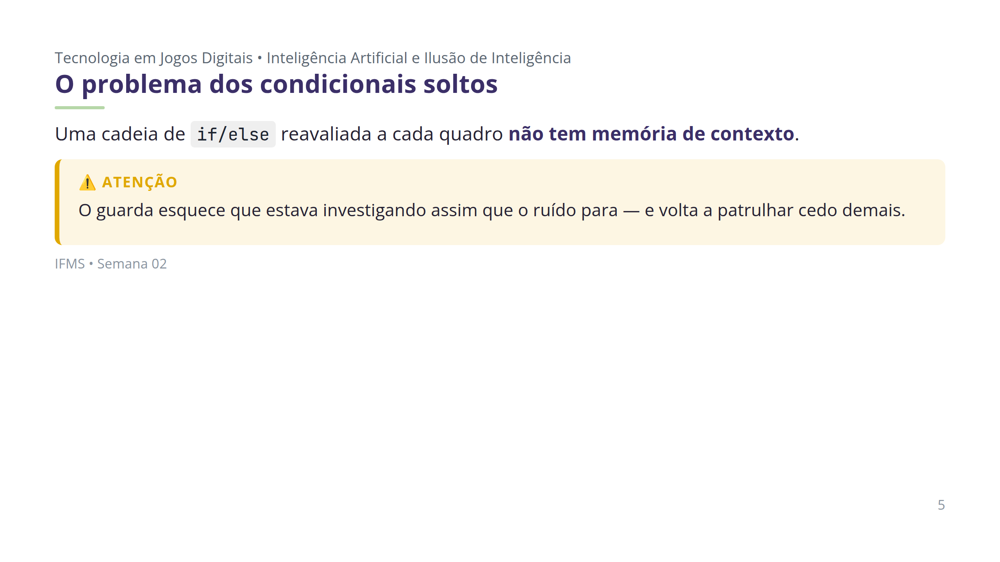 Tecnologia em Jogos Digitais • Inteligência Artificial e Ilusão de Inteligência
O problema dos condicionais soltos
Uma cadeia de if/else reavaliada a cada quadro não tem memória de contexto.
⚠️ ATENÇÃO
O guarda esquece que estava investigando assim que o ruído para — e volta a patrulhar cedo demais.
IFMS • Semana 02
5